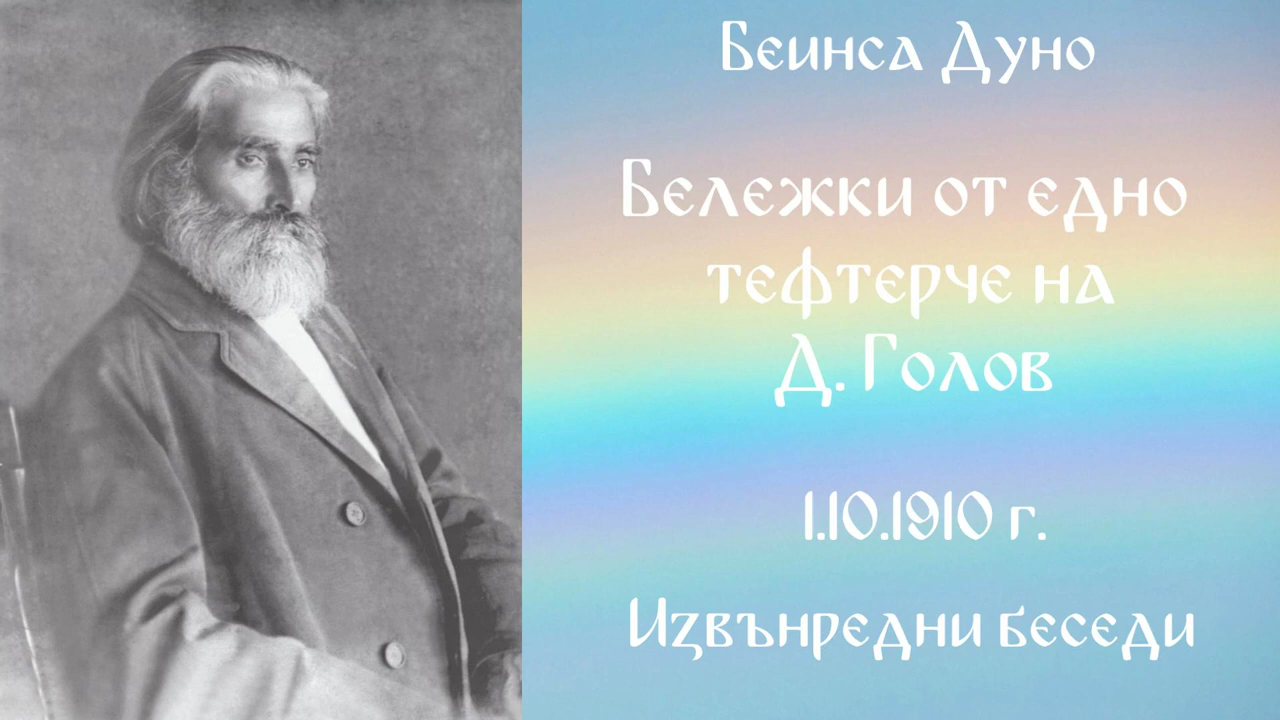 Беинса Дуно
Бележки от едно
тефтерче на
Д. Голов
1.10.1910 г.
Извънредни беседи